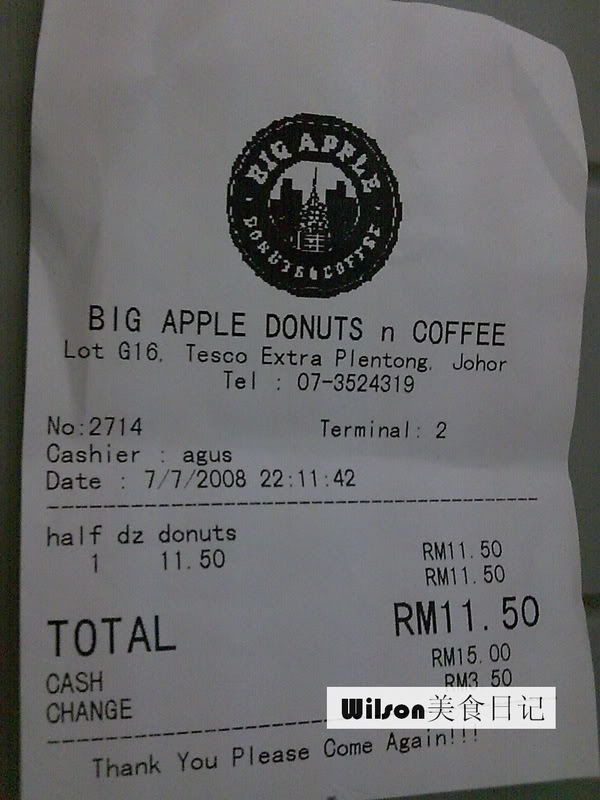 BIG APPLE
DONUTS & COFFEE
BIG APPLE DONUTS n COFFEE
Lot G16, Tesco Extra Plentong, Johor
Tel : 07-3524319
No:2714 Terminal: 2
Cashier : agus
Date : 7/7/2008 22:11:42
half dz donuts
1 11.50 RM11.50
RM11.50
TOTAL RM11.50
CASH RM15.00
CHANGE RM3.50
Wilson美食日记
Thank You Please Come Again!!!